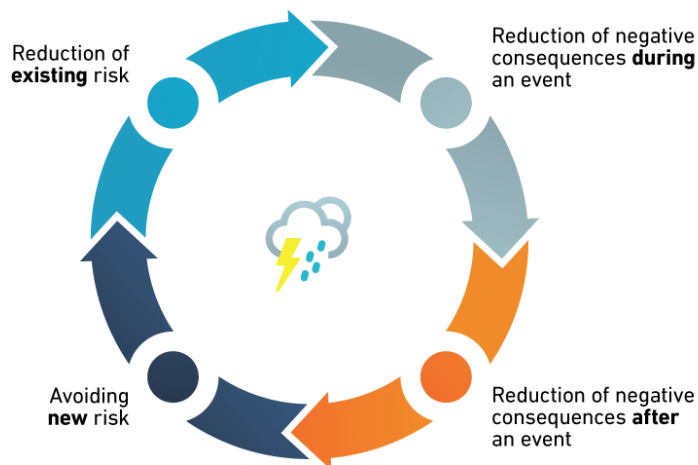 Reduction of
existing risk
Reduction of negative
consequences during
an event
Avoiding
new risk
Reduction of negative
consequences after
an event